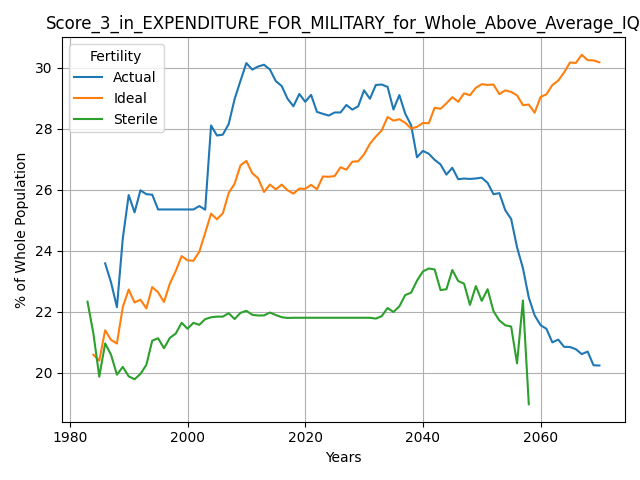 Score_3_in_EXPENDITURE_FOR_MILITARY_for_Whole_Above_Average_IQ
Fertility
Actual
Ideal
Sterile
% of Whole Population
30
28
26
24
22
20
1980
2000
2020
2040
2060
Years